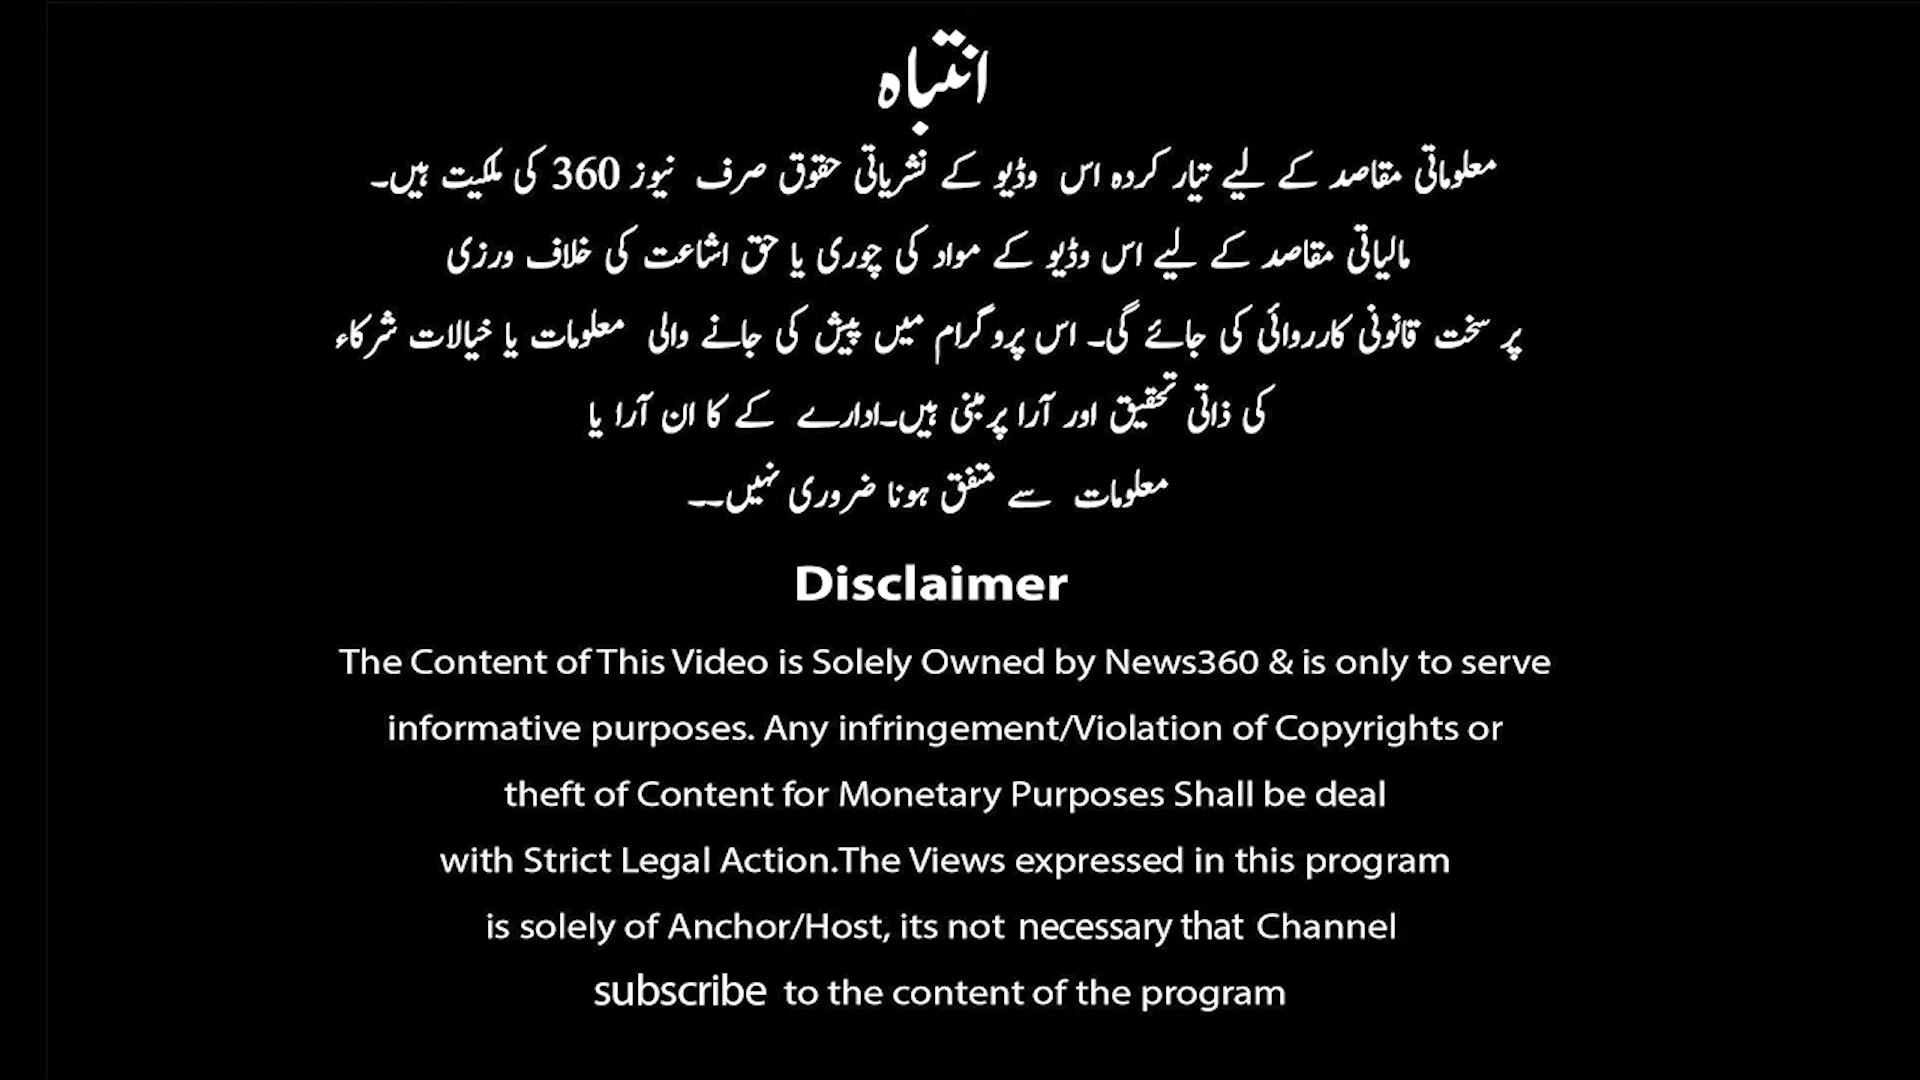 انتباہ
معلوماتی مقاصد کے لیے تیار کردہ اس وڈیو کے نشریاتی حقوق صرف نیوز 360 کی ملکیت ہیں۔
مالیاتی مقاصد کے لیے اس وڈیو کے مواد کی چوری یا حق اشاعت کی خلاف ورزی
پر سخت قانونی کارروائی کی جائے گی۔ اس پروگرام میں پیش کی جانے والی معلومات یا خیالات شرکاء
کی ذاتی تحقیق اور آرا پر مبنی ہیں۔ادارے کے کا ان آرا یا
معلومات سے متفق ہونا ضروری نہیں۔۔
Disclaimer
The Content of This Video is Solely Owned by News360 & is only to serve
informative purposes. Any infringement/Violation of Copyrights or
theft of Content for Monetary Purposes Shall be deal
with Strict Legal Action.The Views expressed in this program
is solely of Anchor/Host, its not necessary that Channel
subscribe to the content of the program